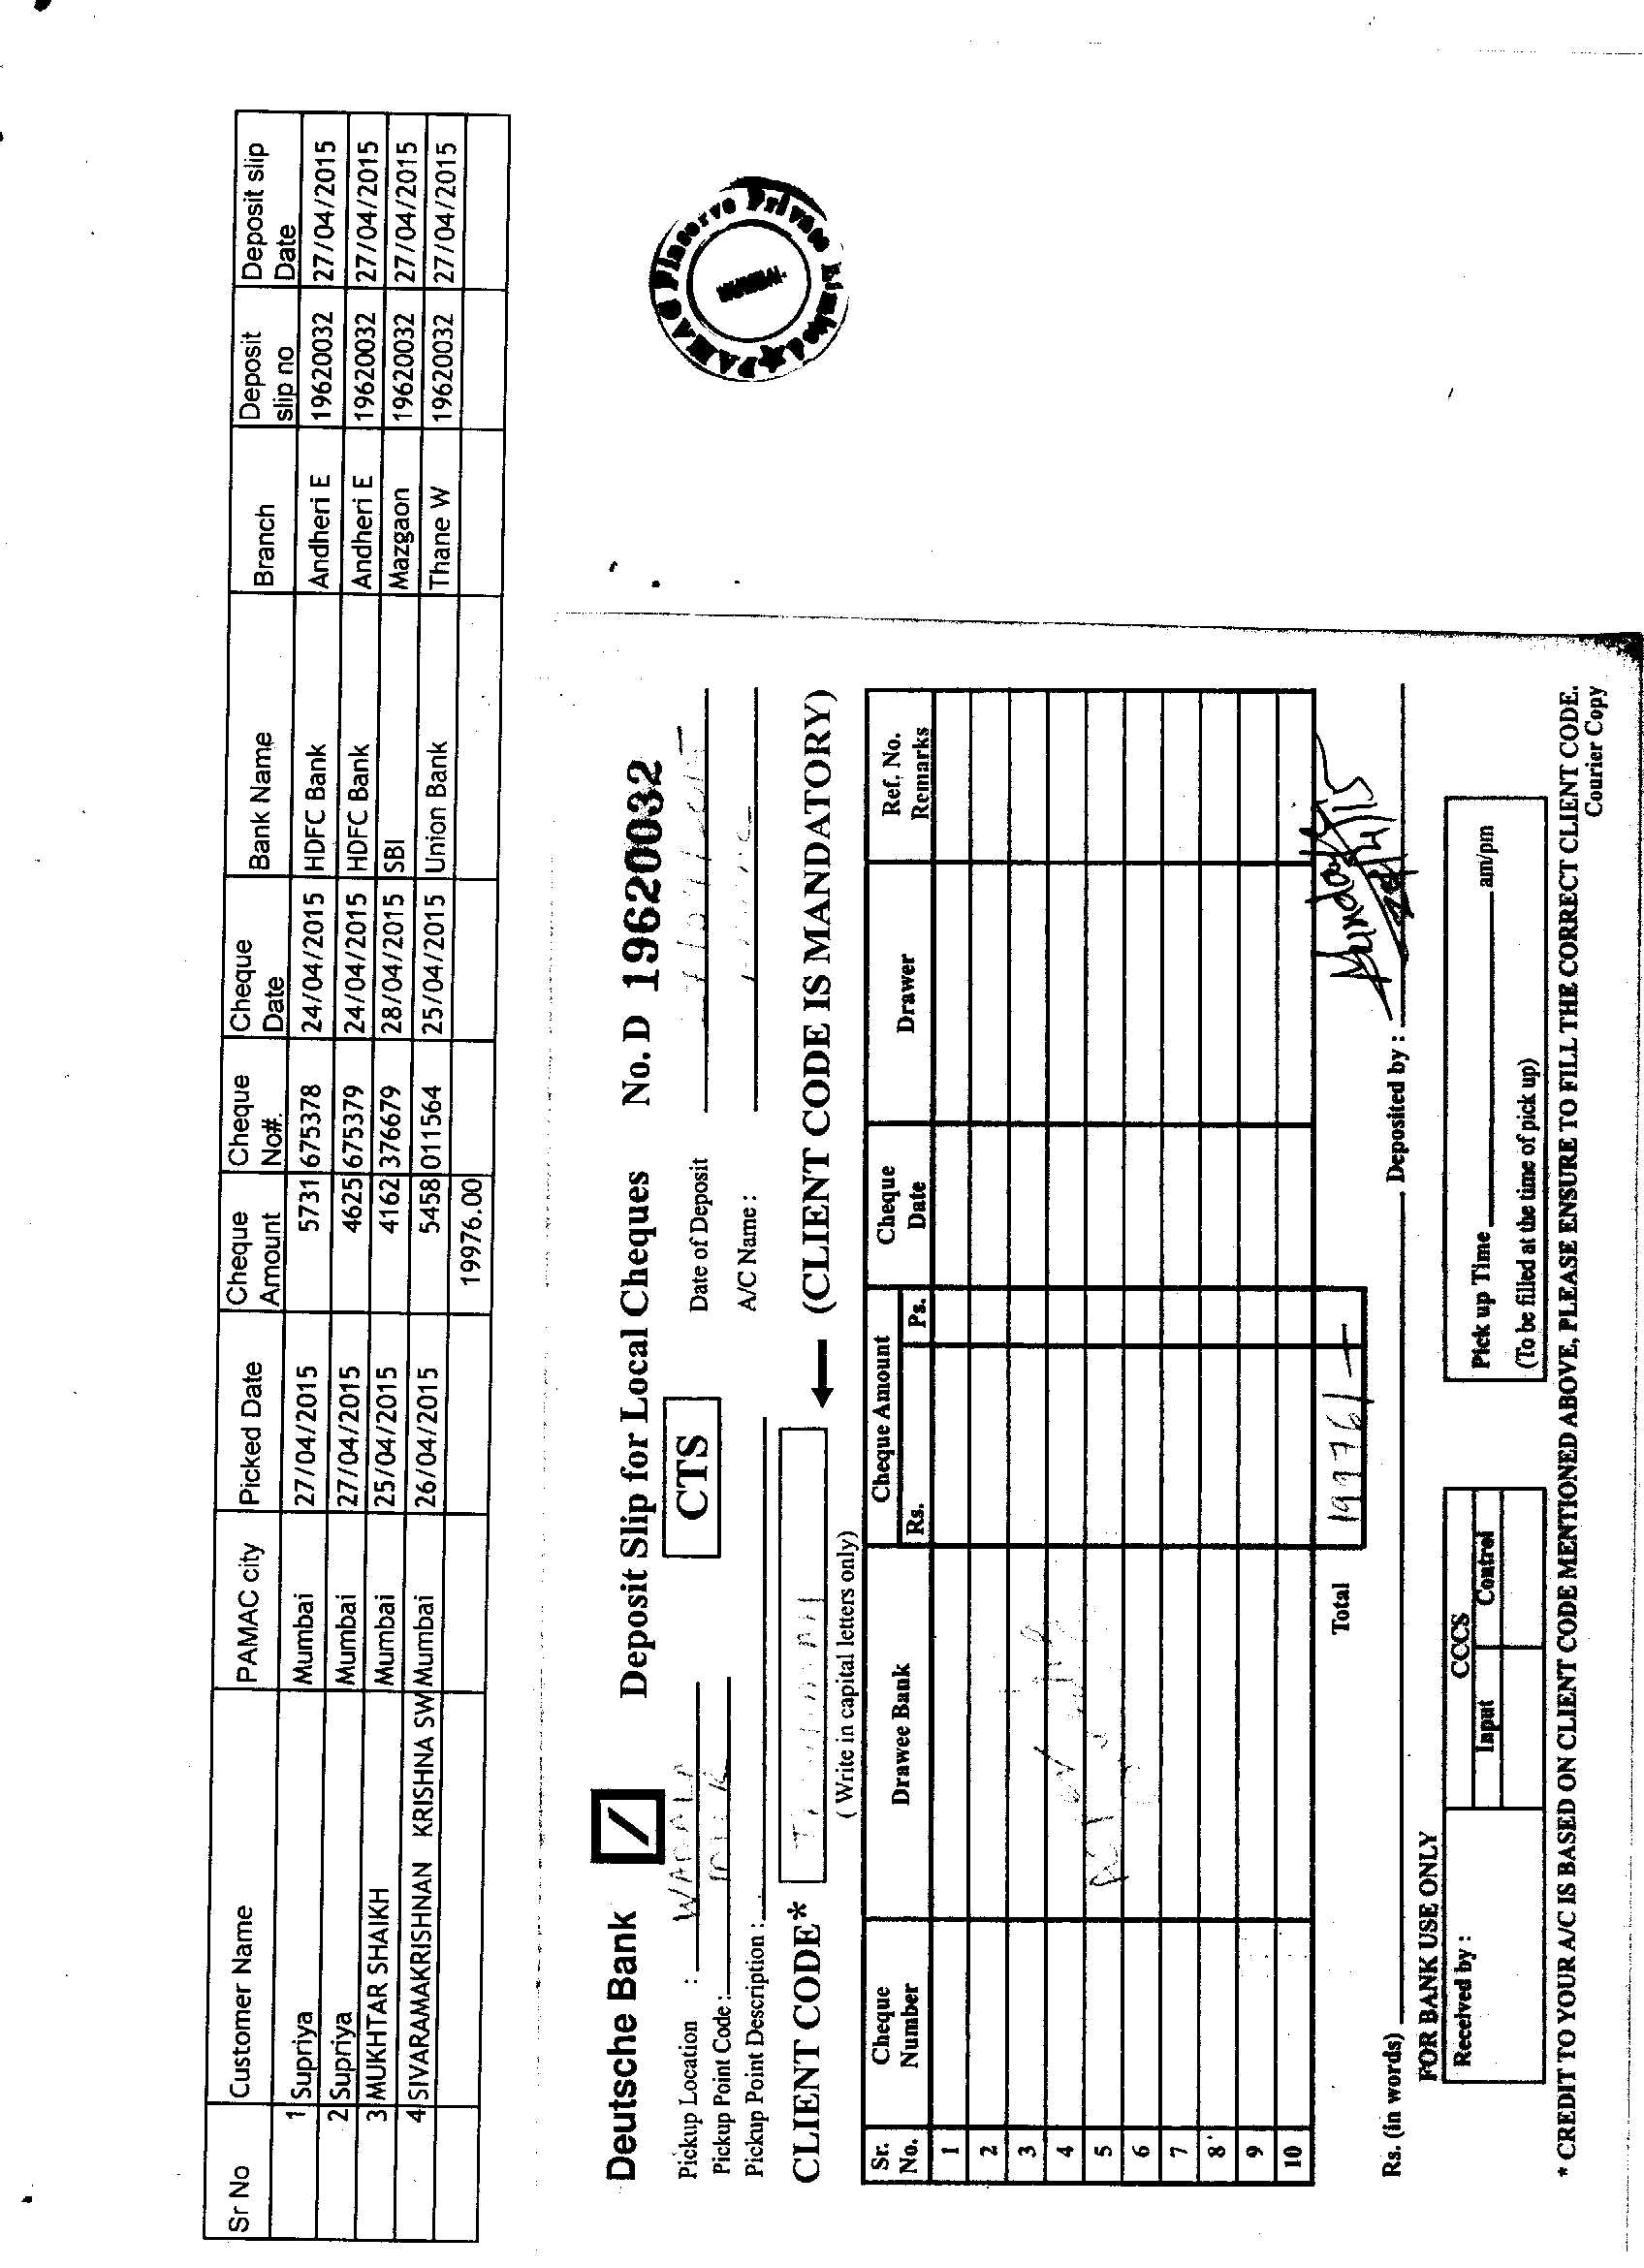 Sr No Customer Name PAMAC city Picked Date Cheque Amount Cheque No#. Cheque Date Bank Name Branch Deposit slip no Deposit slip Date
1 Supriya Mumbai 27/04/2015 5731 675378 24/04/2015 HDFC Bank Andheri E 19620032 27/04/2015
2 Supriya Mumbai 27/04/2015 4625 675379 24/04/2015 HDFC Bank Andheri E 19620032 27/04/2015
3 MUKHTAR SHAIKH Mumbai 25/04/2015 4162 376679 28/04/2015 SBI Mazgaon 19620032 27/04/2015
4 SIVARAMAKRISHNAN KRISHNA SW Mumbai 26/04/2015 5458 011564 25/04/2015 Union Bank Thane W 19620032 27/04/2015
19976.00
PAMAC Finserve Private Limited
Deutsche Bank Deposit Slip for Local Cheques No. D 19620032
Pickup Location : WADALA CTS Date of Deposit
Pickup Point Code : A/C Name :
Pickup Point Description :
CLIENT CODE* (CLIENT CODE IS MANDATORY)
( Write in capital letters only)
Sr. No. Cheque Number Drawee Bank Cheque Amount Rs. Ps. Cheque Date Drawer Ref. No. Remarks
1
2
3
4
5
6
7
8
9
10
Total 19976/-
Rs. (in words) Deposited by :
FOR BANK USE ONLY
Received by : CCCS Input Control
Pick up Time am/pm
(To be filled at the time of pick up)
* CREDIT TO YOUR A/C IS BASED ON CLIENT CODE MENTIONED ABOVE, PLEASE ENSURE TO FILL THE CORRECT CLIENT CODE.
Courier Copy